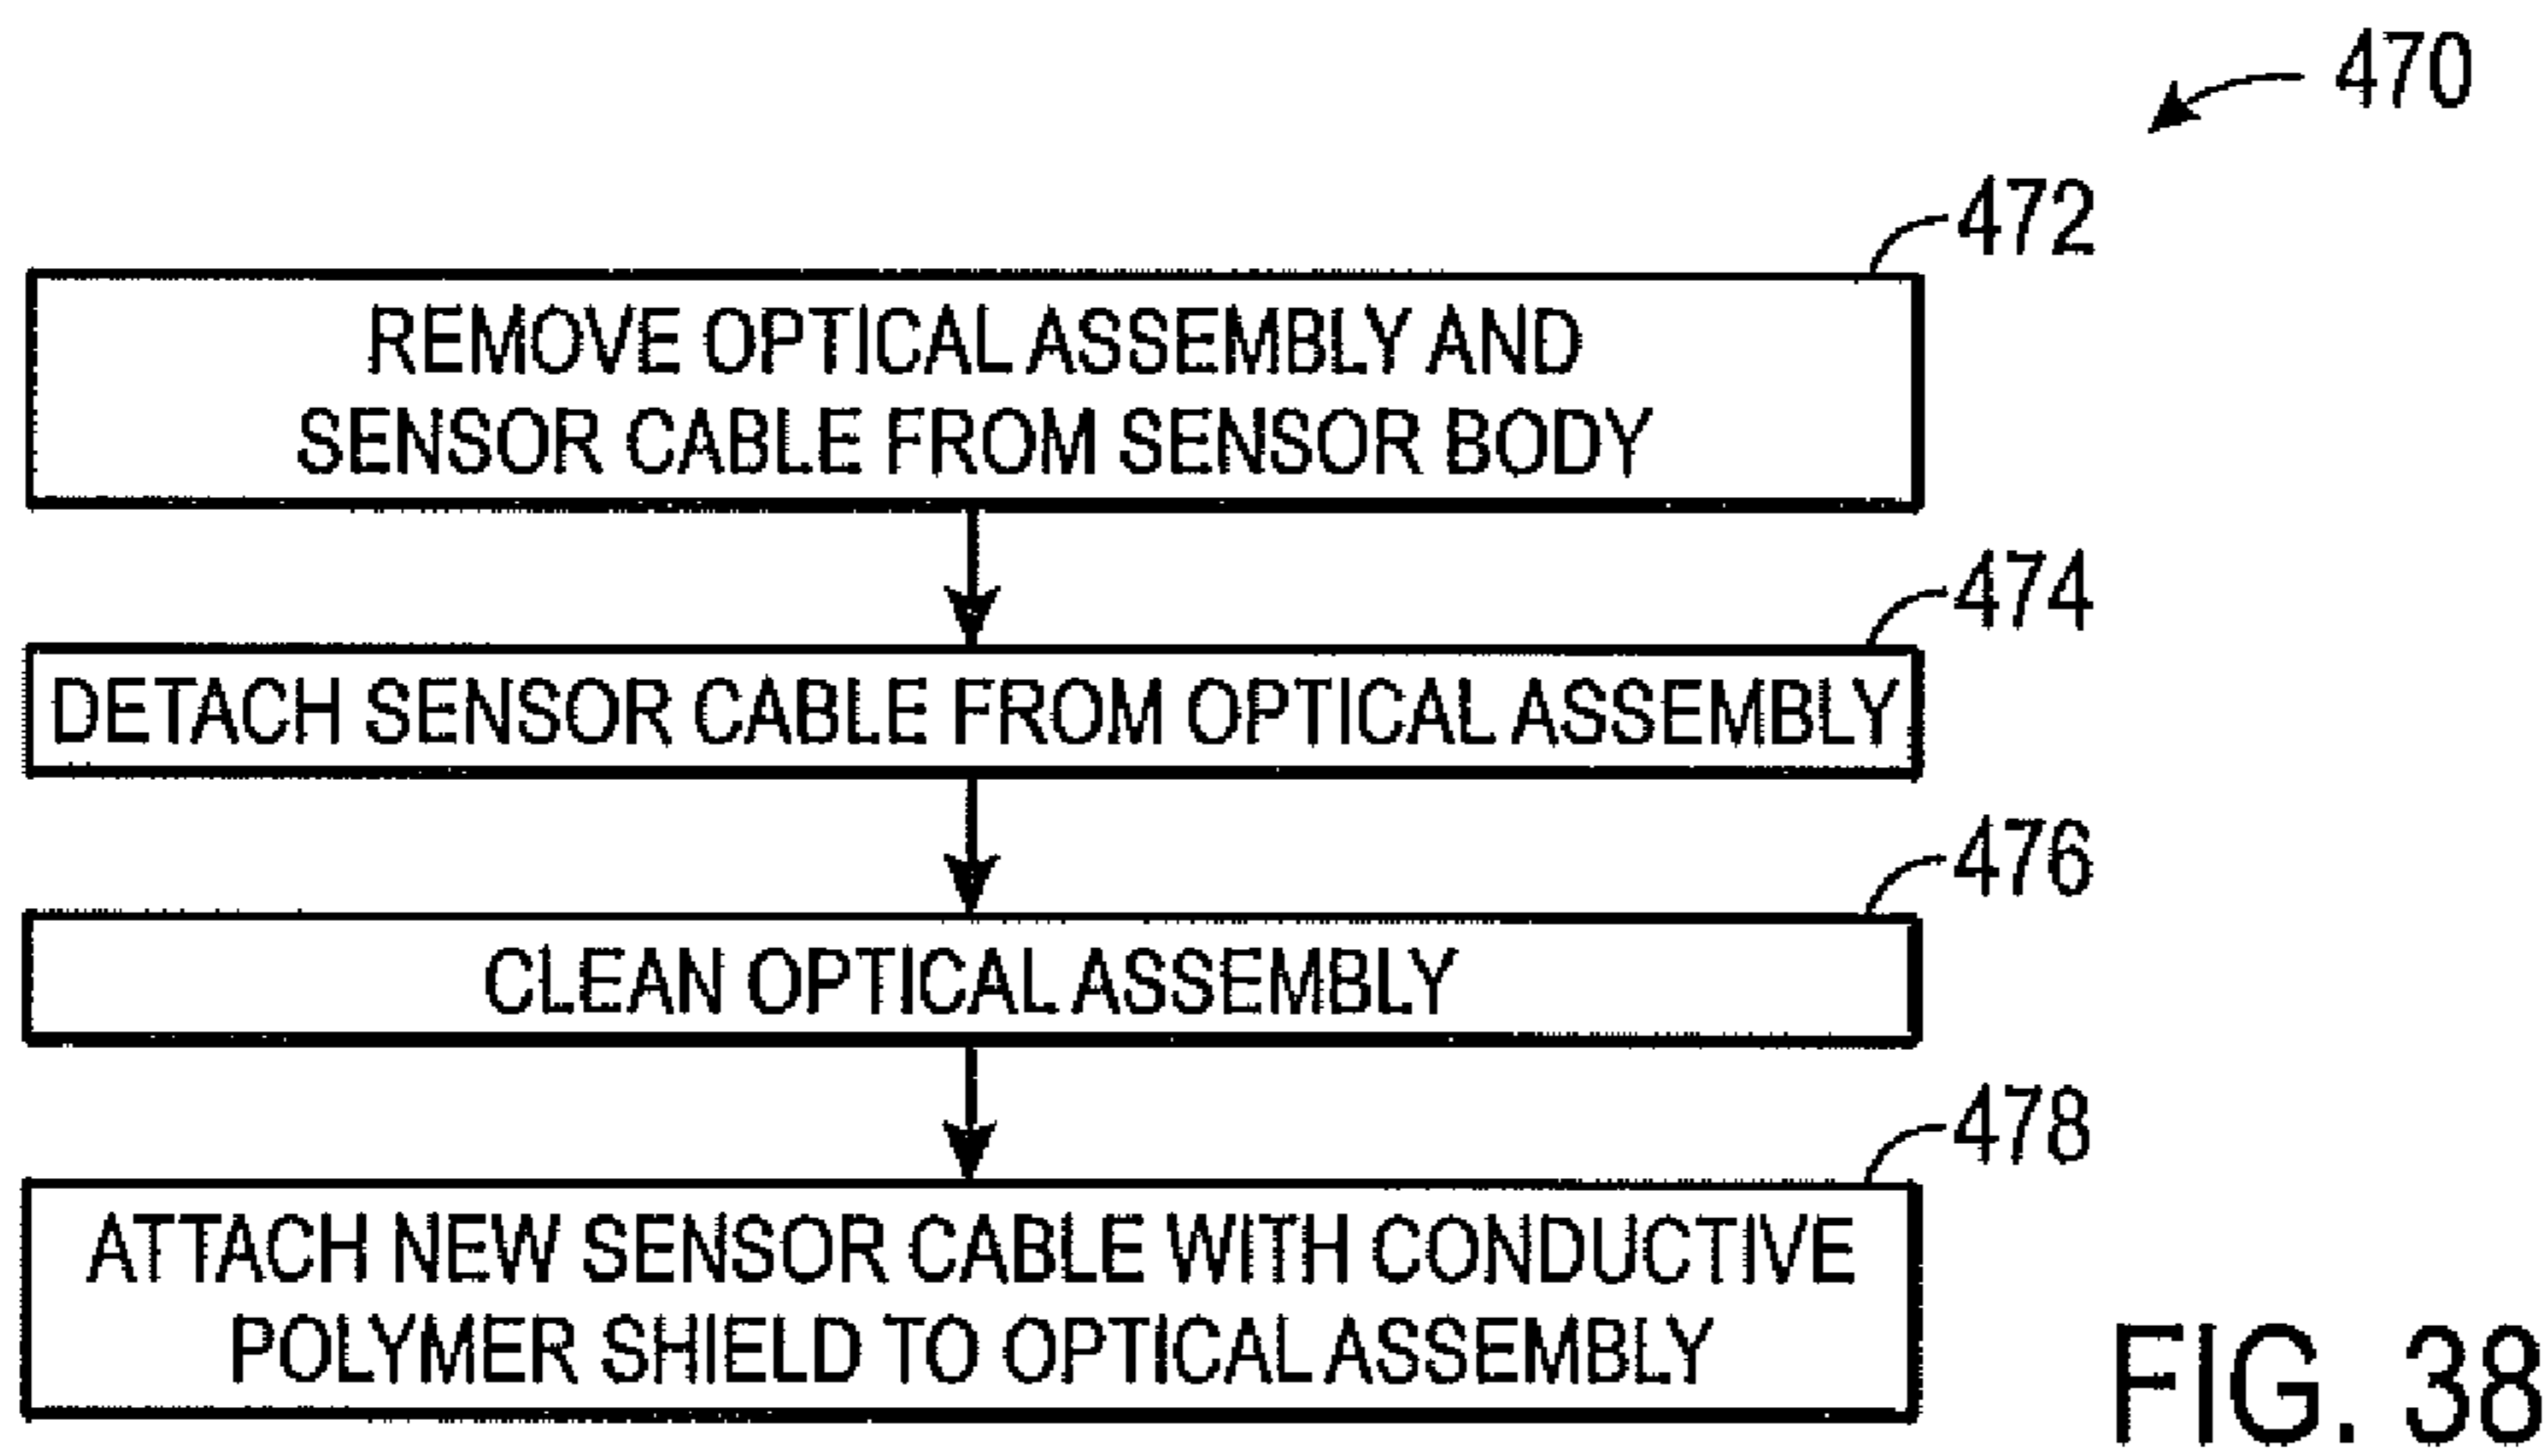 470
472
REMOVE OPTICAL ASSEMBLY AND
SENSOR CABLE FROM SENSOR BODY
474
DETACH SENSOR CABLE FROM OPTICAL ASSEMBLY
476
CLEAN OPTICAL ASSEMBLY
478
ATTACH NEW SENSOR CABLE WITH CONDUCTIVE
POLYMER SHIELD TO OPTICAL ASSEMBLY
FIG. 38